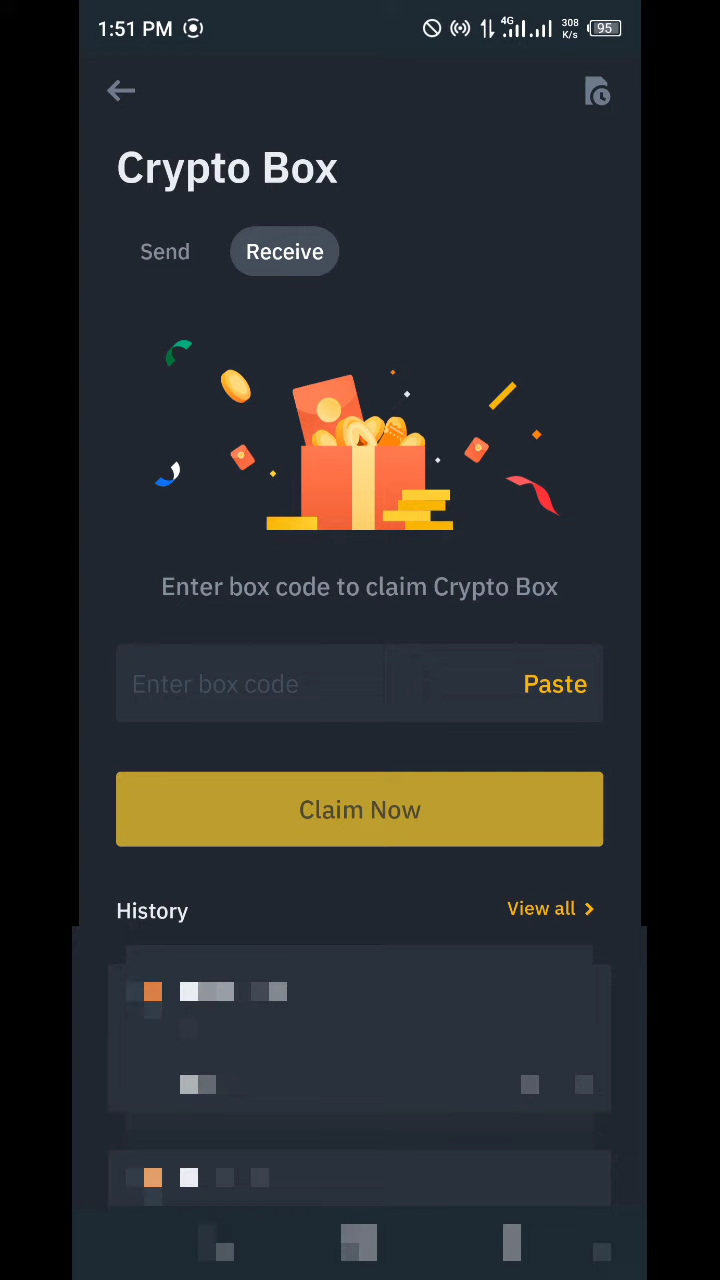 1:51 PM
4G
308
K/s
95
Crypto Box
Send
Receive
Enter box code to claim Crypto Box
Enter box code
Paste
Claim Now
History
View all